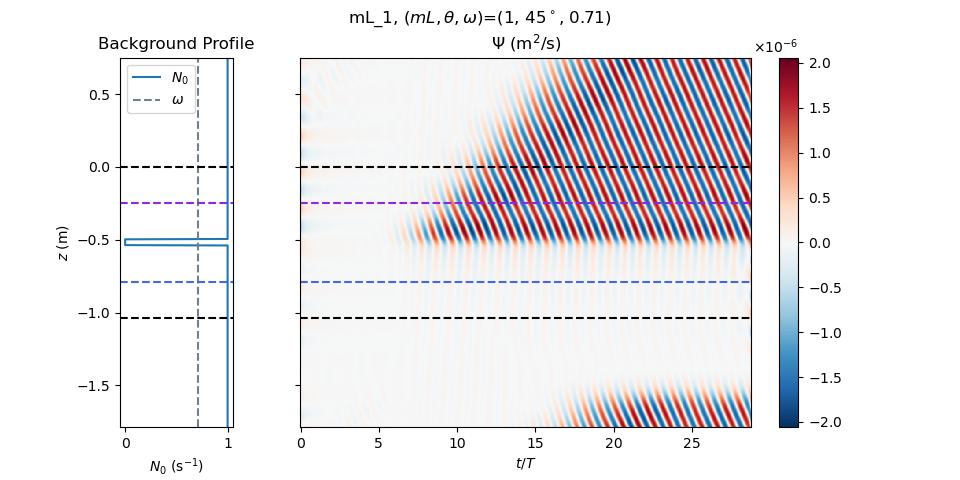 mL_1, (mL, θ, ω)=(1, 45°, 0.71)
Background Profile
Ψ (m²/s)
×10⁻⁶
N₀
ω
0.5
0.0
−0.5
−1.0
−1.5
z (m)
0
1
N₀ (s⁻¹)
0
5
10
15
20
25
t/T
2.0
1.5
1.0
0.5
0.0
−0.5
−1.0
−1.5
−2.0